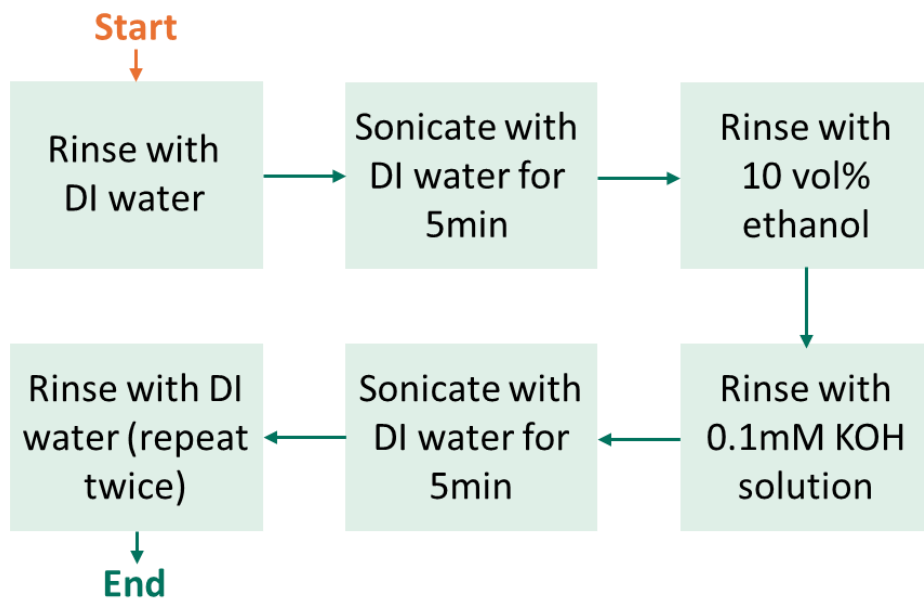 Start
Rinse with
DI water
Sonicate with
DI water for
5min
Rinse with
10 vol%
ethanol
Rinse with
0.1mM KOH
solution
Sonicate with
DI water for
5min
Rinse with DI
water (repeat
twice)
End